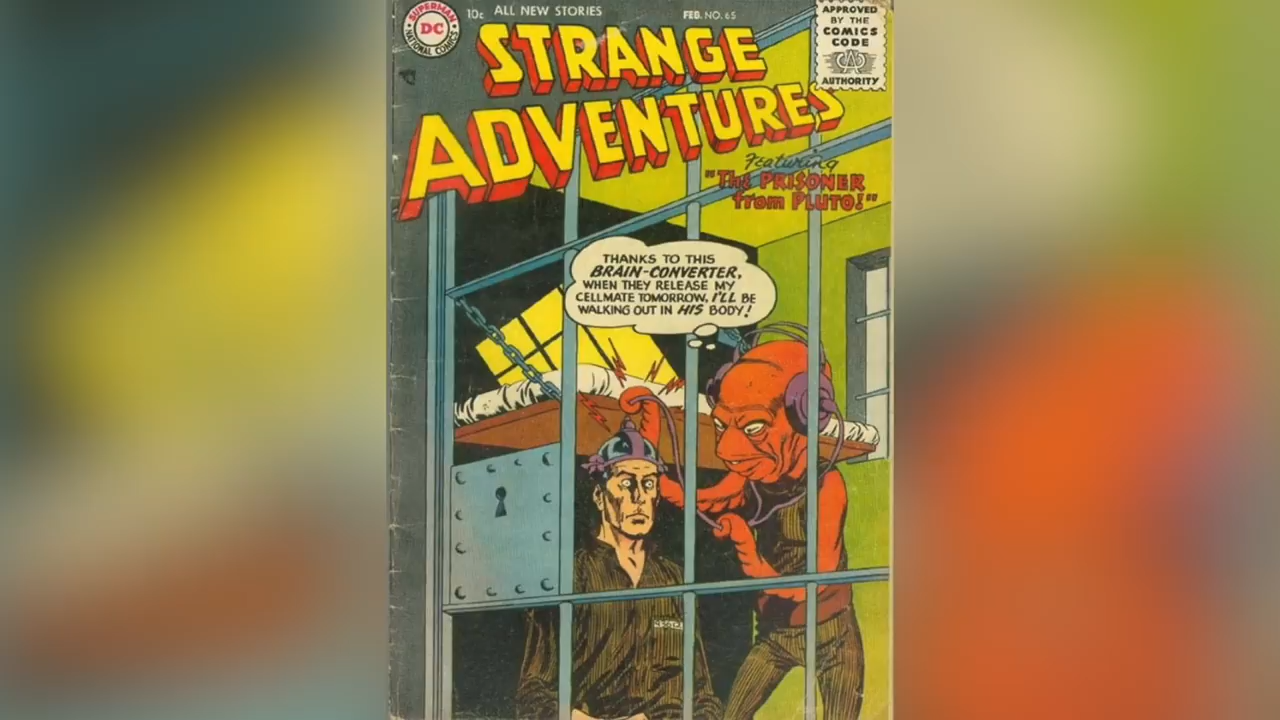 SUPERMAN
DC
NATIONAL COMICS
10¢ ALL NEW STORIES
FEB. NO. 65
APPROVED
BY THE
COMICS
CODE
CA
AUTHORITY
STRANGE
ADVENTURES
Featuring
"The PRISONER
from PLUTO!"
THANKS TO THIS
BRAIN-CONVERTER,
WHEN THEY RELEASE MY
CELLMATE TOMORROW, I'LL BE
WALKING OUT IN HIS BODY!